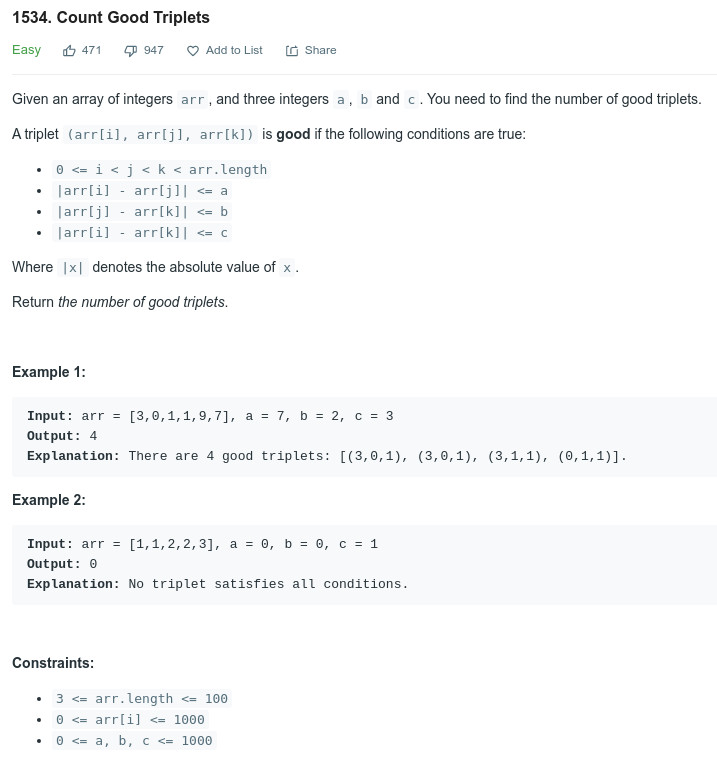 1534. Count Good Triplets
Easy 471 947 Add to List Share
Given an array of integers arr, and three integers a, b and c. You need to find the number of good triplets.
A triplet (arr[i], arr[j], arr[k]) is good if the following conditions are true:
• 0 <= i < j < k < arr.length
• |arr[i] - arr[j]| <= a
• |arr[j] - arr[k]| <= b
• |arr[i] - arr[k]| <= c
Where |x| denotes the absolute value of x.
Return the number of good triplets.
Example 1:
Input: arr = [3,0,1,1,9,7], a = 7, b = 2, c = 3
Output: 4
Explanation: There are 4 good triplets: [(3,0,1), (3,0,1), (3,1,1), (0,1,1)].
Example 2:
Input: arr = [1,1,2,2,3], a = 0, b = 0, c = 1
Output: 0
Explanation: No triplet satisfies all conditions.
Constraints:
• 3 <= arr.length <= 100
• 0 <= arr[i] <= 1000
• 0 <= a, b, c <= 1000